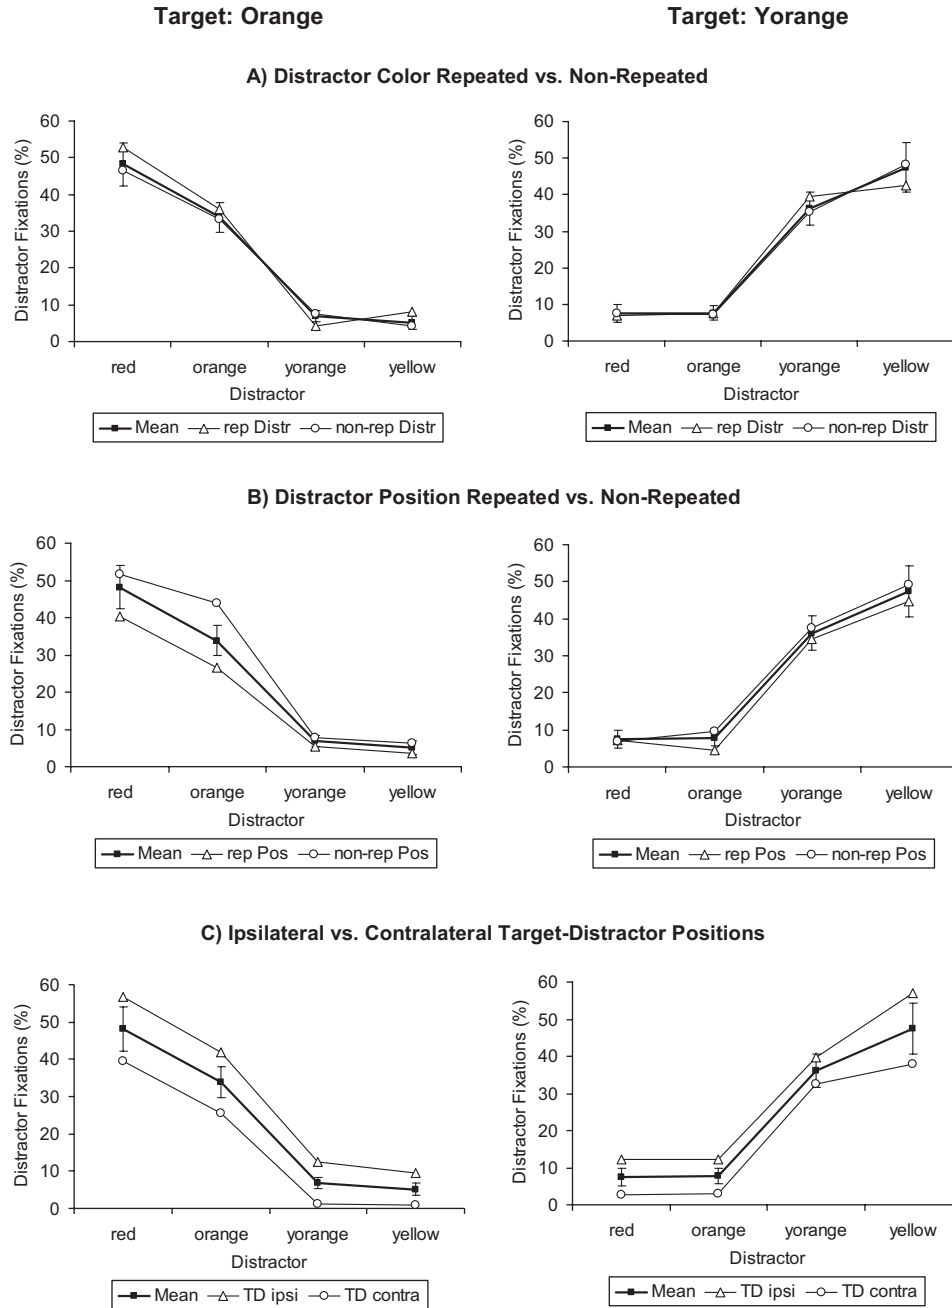 Target: Orange
Target: Yorange
A) Distractor Color Repeated vs. Non-Repeated
Distractor Fixations (%)
60
50
40
30
20
10
0
red orange yorange yellow
Distractor
Mean rep Distr non-rep Distr
Distractor Fixations (%)
60
50
40
30
20
10
0
red orange yorange yellow
Distractor
Mean rep Distr non-rep Distr
B) Distractor Position Repeated vs. Non-Repeated
Distractor Fixations (%)
60
50
40
30
20
10
0
red orange yorange yellow
Distractor
Mean rep Pos non-rep Pos
Distractor Fixations (%)
60
50
40
30
20
10
0
red orange yorange yellow
Distractor
Mean rep Pos non-rep Pos
C) Ipsilateral vs. Contralateral Target-Distractor Positions
Distractor Fixations (%)
60
50
40
30
20
10
0
red orange yorange yellow
Distractor
Mean TD ipsi TD contra
Distractor Fixations (%)
60
50
40
30
20
10
0
red orange yorange yellow
Distractor
Mean TD ipsi TD contra